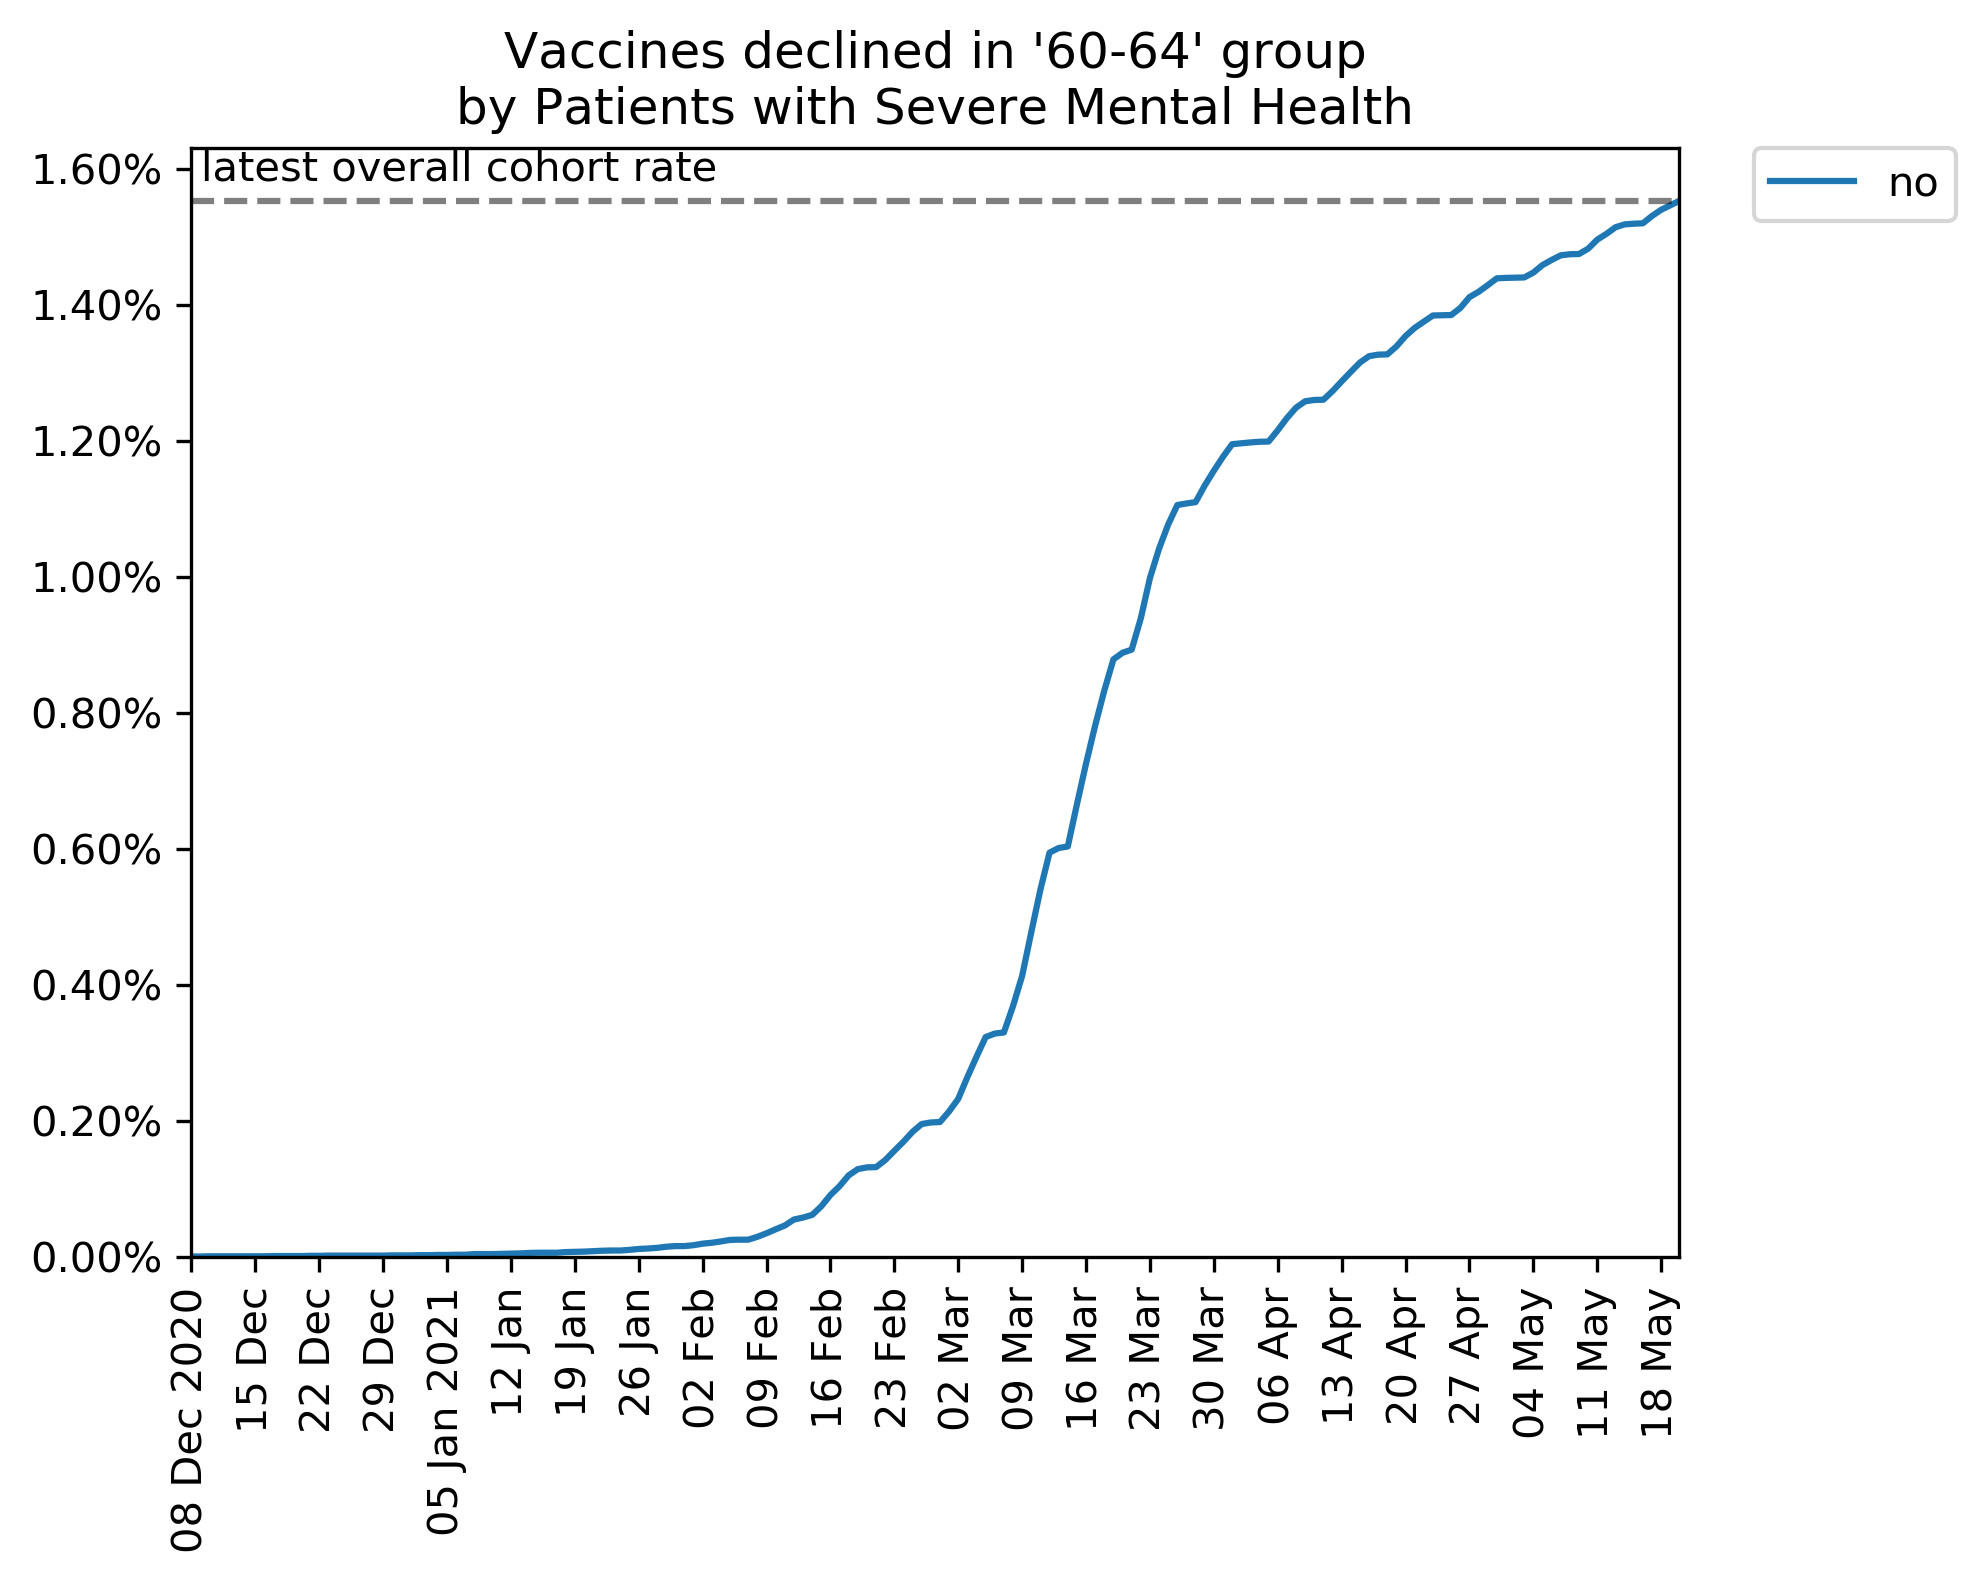 Vaccines declined in '60-64' group
by Patients with Severe Mental Health
latest overall cohort rate
no
1.60%
1.40%
1.20%
1.00%
0.80%
0.60%
0.40%
0.20%
0.00%
08 Dec 2020
15 Dec
22 Dec
29 Dec
05 Jan 2021
12 Jan
19 Jan
26 Jan
02 Feb
09 Feb
16 Feb
23 Feb
02 Mar
09 Mar
16 Mar
23 Mar
30 Mar
06 Apr
13 Apr
20 Apr
27 Apr
04 May
11 May
18 May